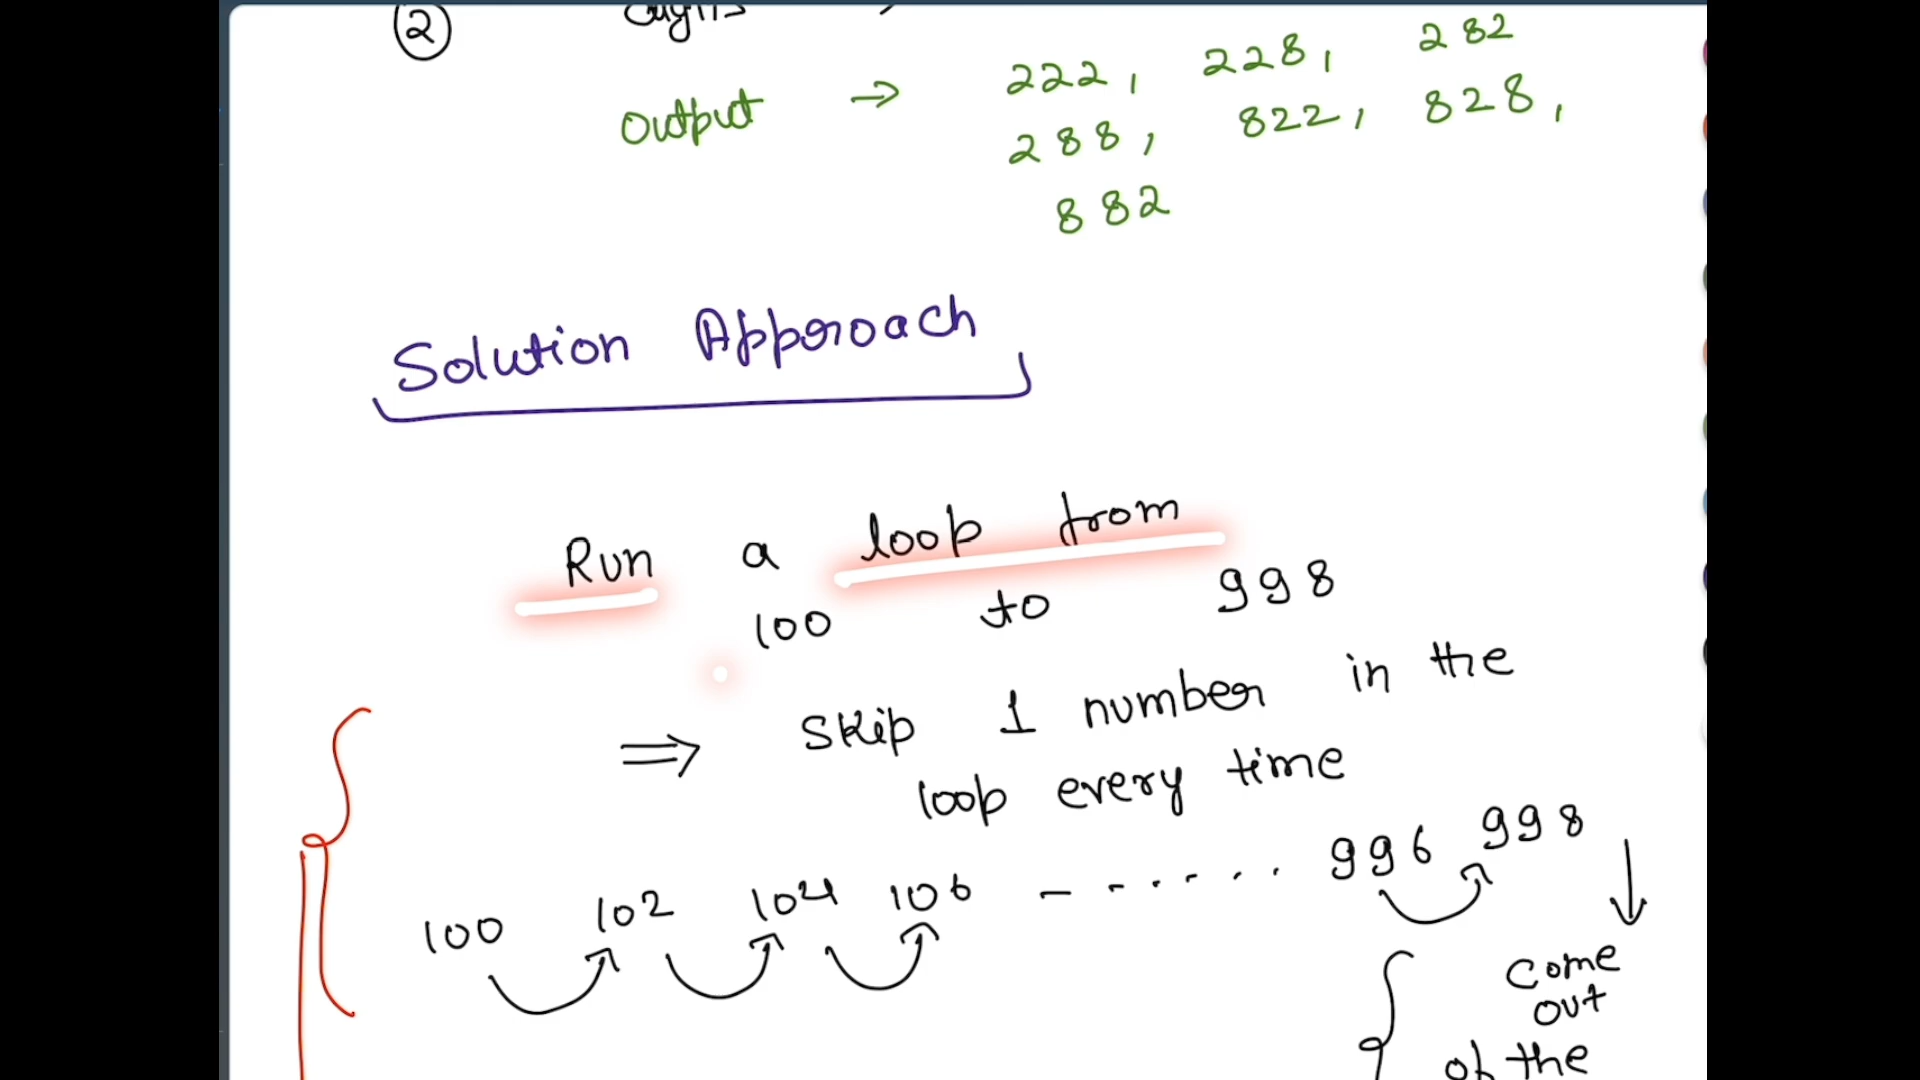 ② digits →
output → 222, 228, 282
288, 822, 828,
882
Solution Approach
Run a loop from
100 to 998
⇒ Skip 1 number in the
loop every time
100 102 104 106 - - . - . . 996 998
come
out
of the